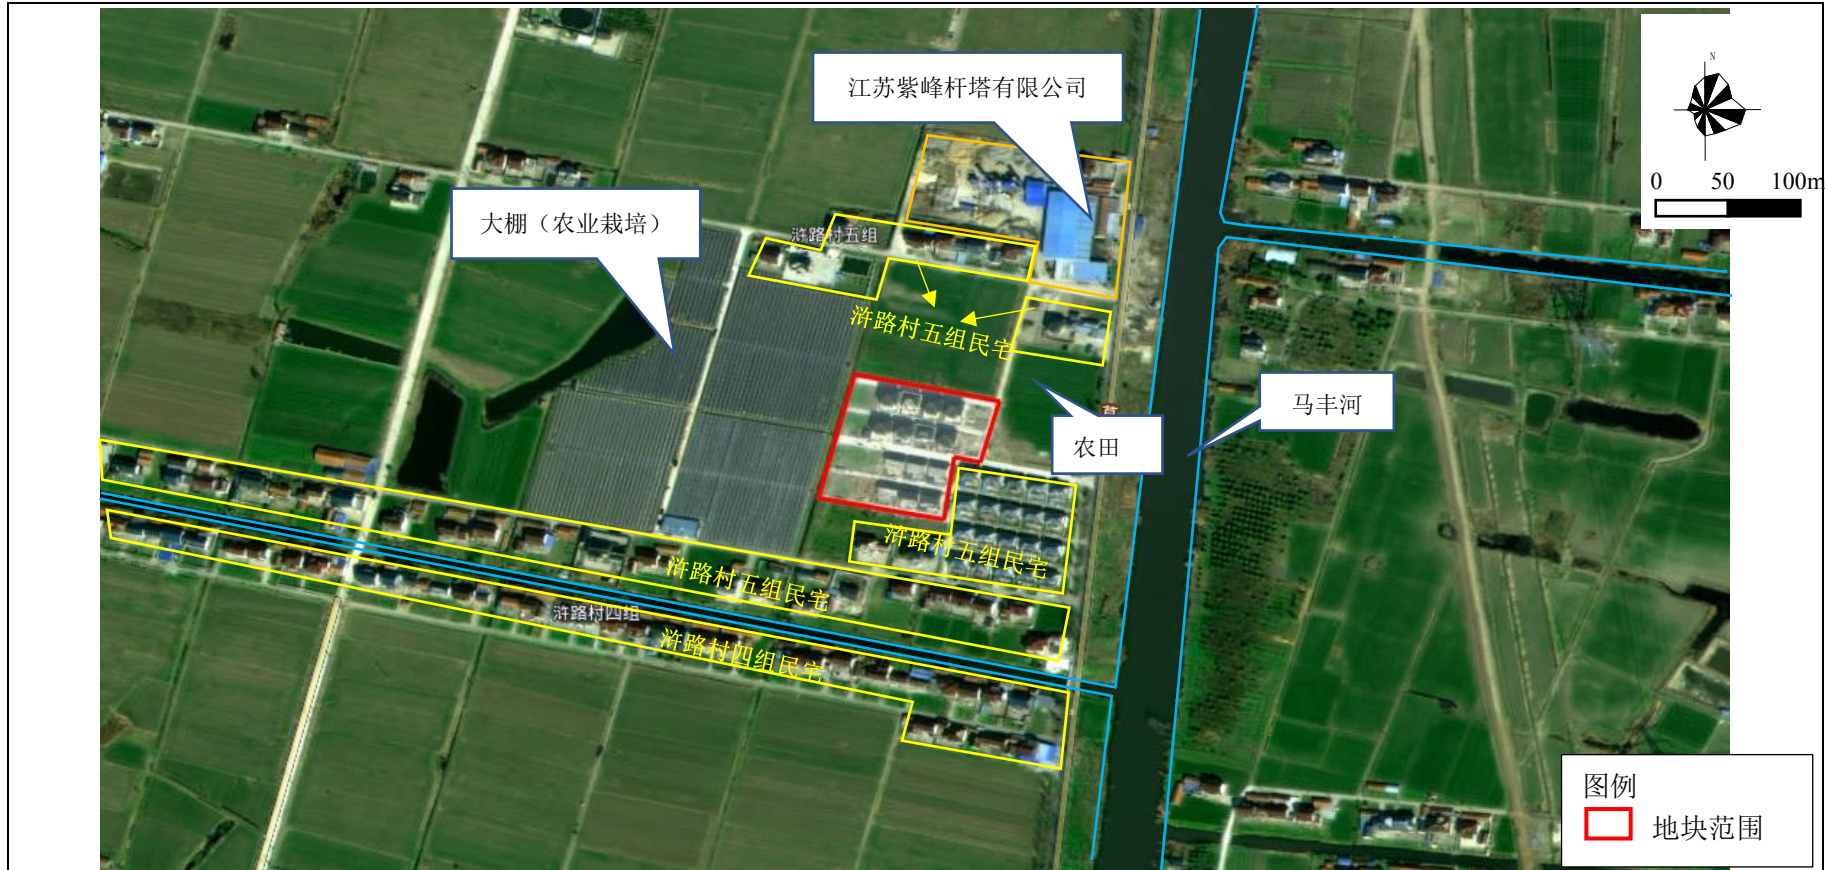 N
0 50 100m
江苏紫峰杆塔有限公司
大棚（农业栽培）
浒路村五组
浒路村五组民宅
马丰河
农田
浒路村五组民宅
浒路村五组民宅
浒路村四组
浒路村四组民宅
图例
地块范围